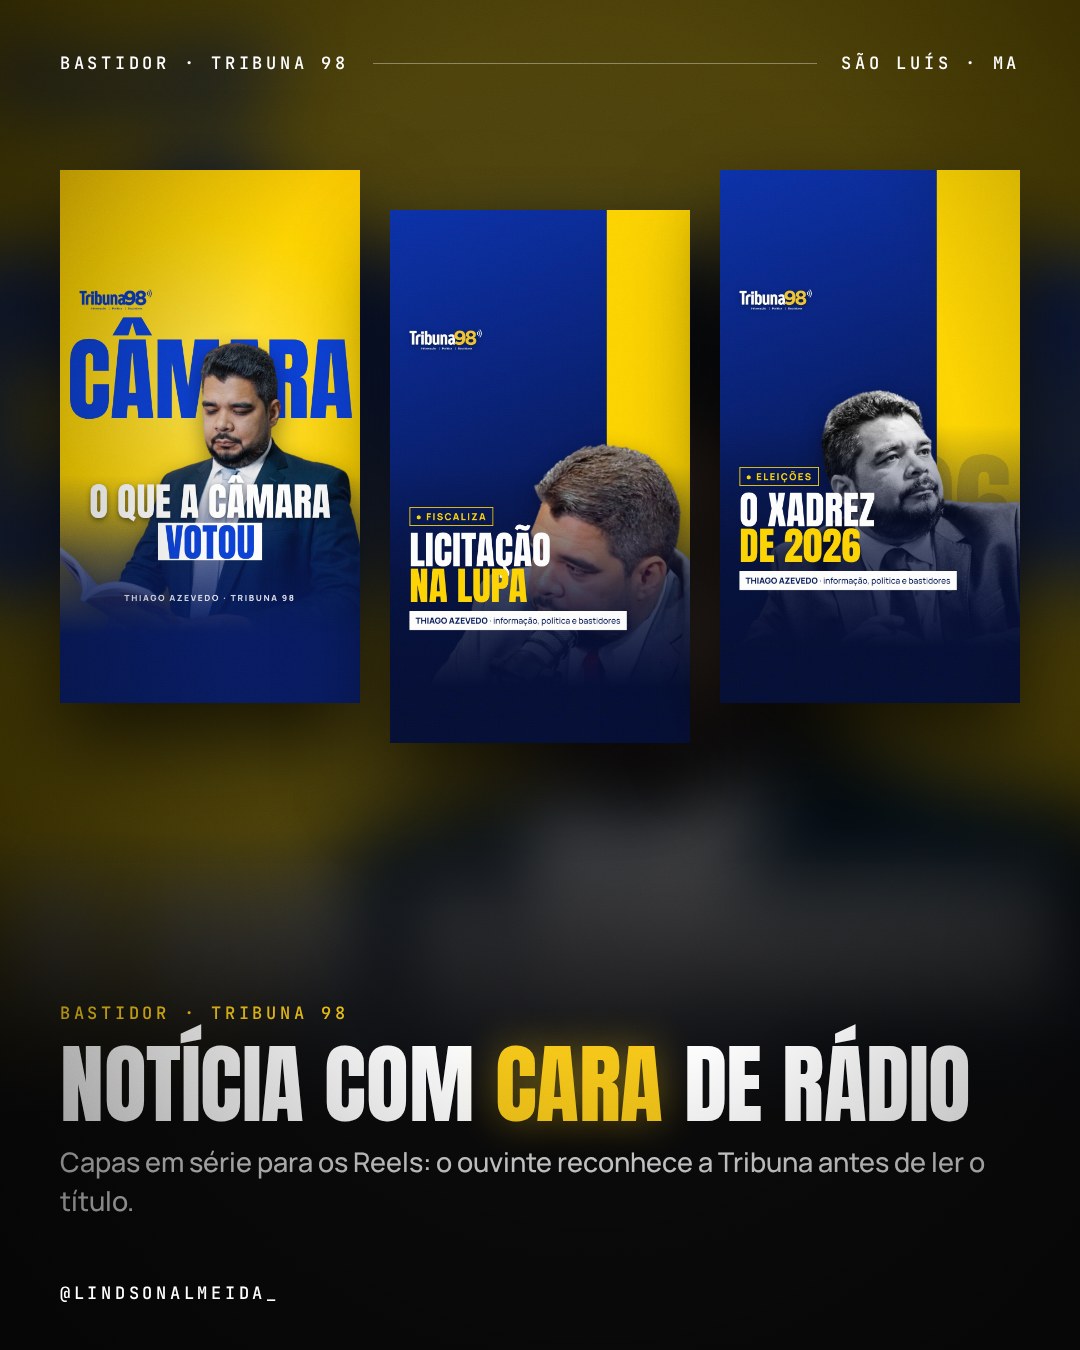 BASTIDOR · TRIBUNA 98
SÃO LUÍS · MA
Tribuna98
CÂMARA
O QUE A CÂMARA
VOTOU
THIAGO AZEVEDO · TRIBUNA 98
Tribuna98
• FISCALIZA
LICITAÇÃO
NA LUPA
THIAGO AZEVEDO · informação, política e bastidores
Tribuna98
• ELEIÇÕES
O XADREZ
DE 2026
THIAGO AZEVEDO · informação, política e bastidores
BASTIDOR · TRIBUNA 98
NOTÍCIA COM CARA DE RÁDIO
Capas em série para os Reels: o ouvinte reconhece a Tribuna antes de ler o
título.
@LINDSONALMEIDA_